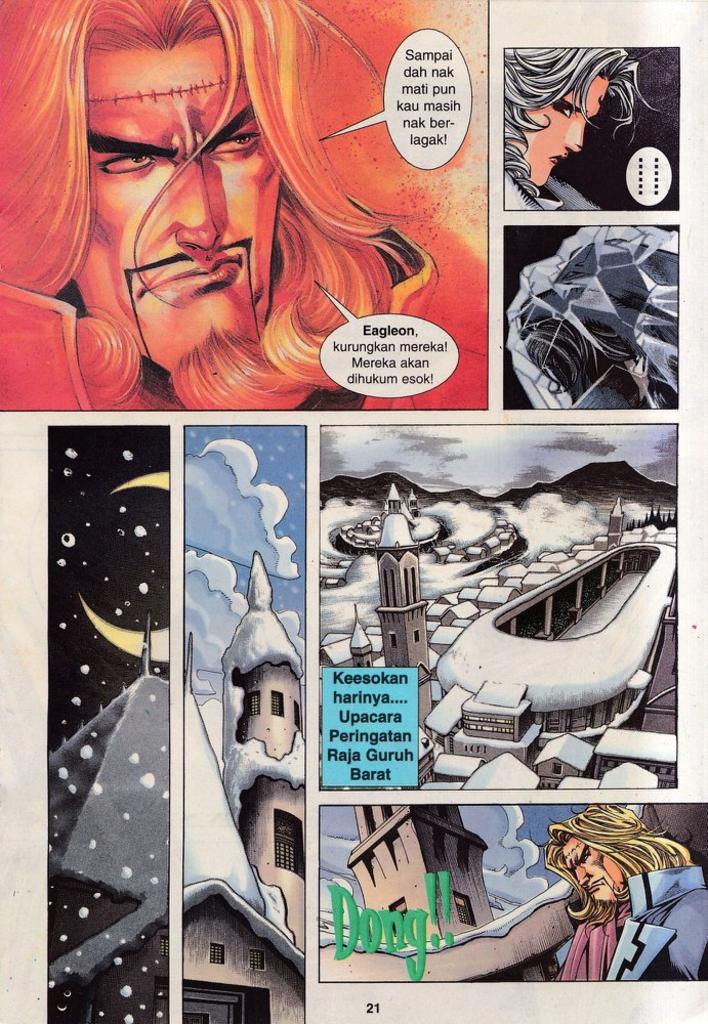 Sampai
dah nak
mati pun
kau masih
nak ber-
lagak!
Eagleon,
kurungkan mereka!
Mereka akan
dihukum esok!
Keesokan
harinya....
Upacara
Peringatan
Raja Guruh
Barat
Dong!!
21